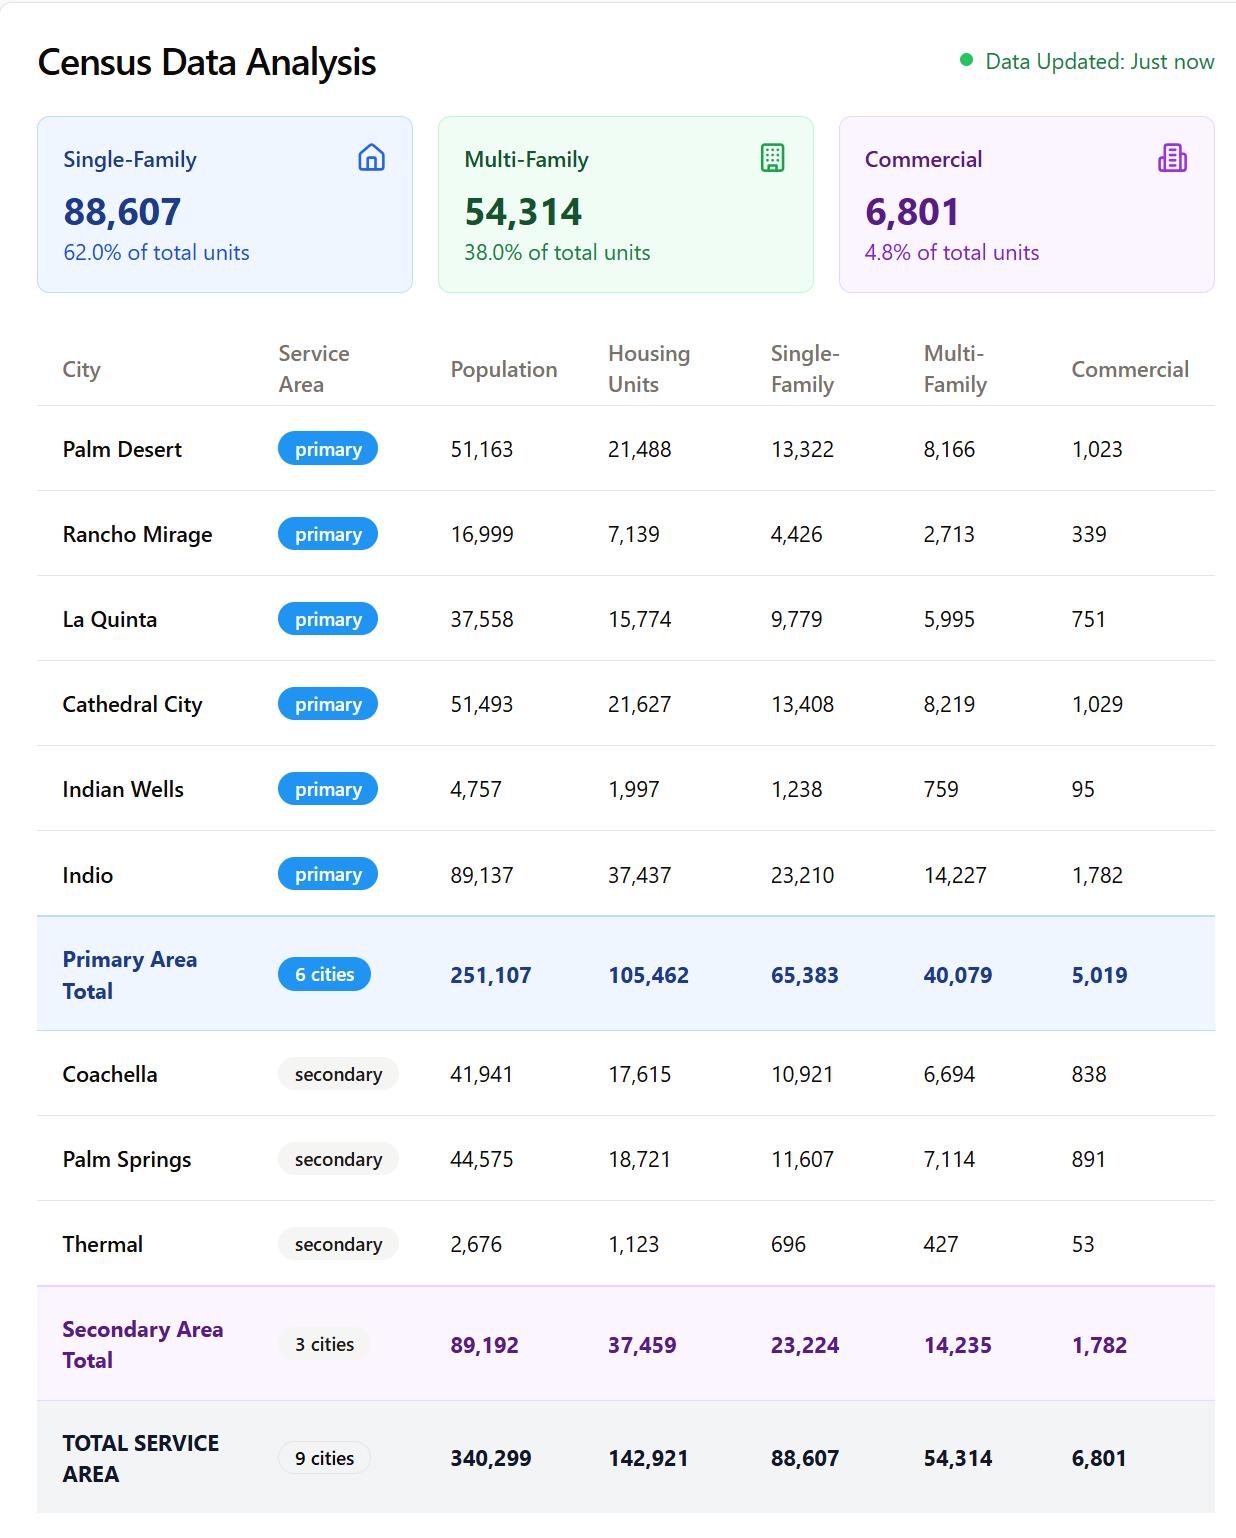 Census Data Analysis
Data Updated: Just now
Single-Family
88,607
62.0% of total units
Multi-Family
54,314
38.0% of total units
Commercial
6,801
4.8% of total units
City Service Area Population Housing Units Single-Family Multi-Family Commercial
Palm Desert primary 51,163 21,488 13,322 8,166 1,023
Rancho Mirage primary 16,999 7,139 4,426 2,713 339
La Quinta primary 37,558 15,774 9,779 5,995 751
Cathedral City primary 51,493 21,627 13,408 8,219 1,029
Indian Wells primary 4,757 1,997 1,238 759 95
Indio primary 89,137 37,437 23,210 14,227 1,782
Primary Area Total 6 cities 251,107 105,462 65,383 40,079 5,019
Coachella secondary 41,941 17,615 10,921 6,694 838
Palm Springs secondary 44,575 18,721 11,607 7,114 891
Thermal secondary 2,676 1,123 696 427 53
Secondary Area Total 3 cities 89,192 37,459 23,224 14,235 1,782
TOTAL SERVICE AREA 9 cities 340,299 142,921 88,607 54,314 6,801